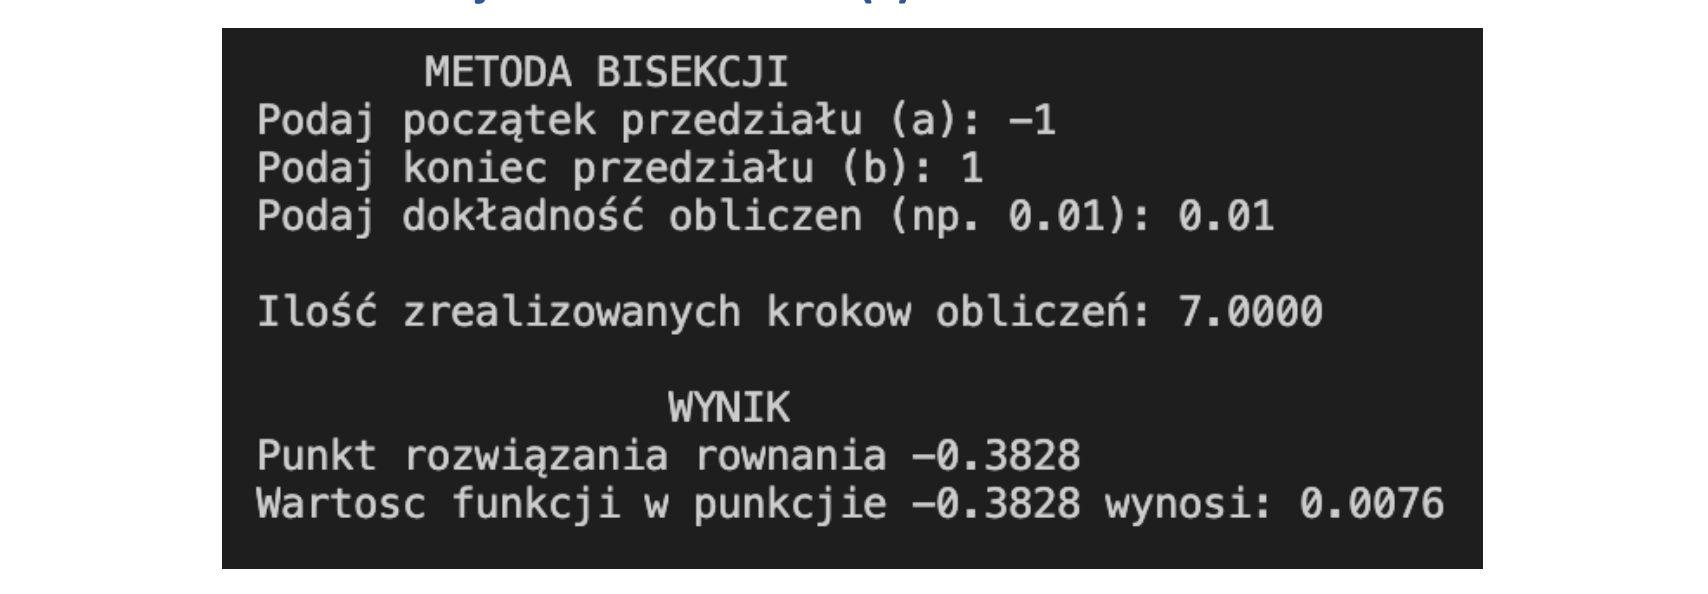 METODA BISEKCJI
Podaj początek przedziału (a): -1
Podaj koniec przedziału (b): 1
Podaj dokładność obliczen (np. 0.01): 0.01
Ilość zrealizowanych krokow obliczeń: 7.0000
WYNIK
Punkt rozwiązania rownania -0.3828
Wartosc funkcji w punkcjie -0.3828 wynosi: 0.0076